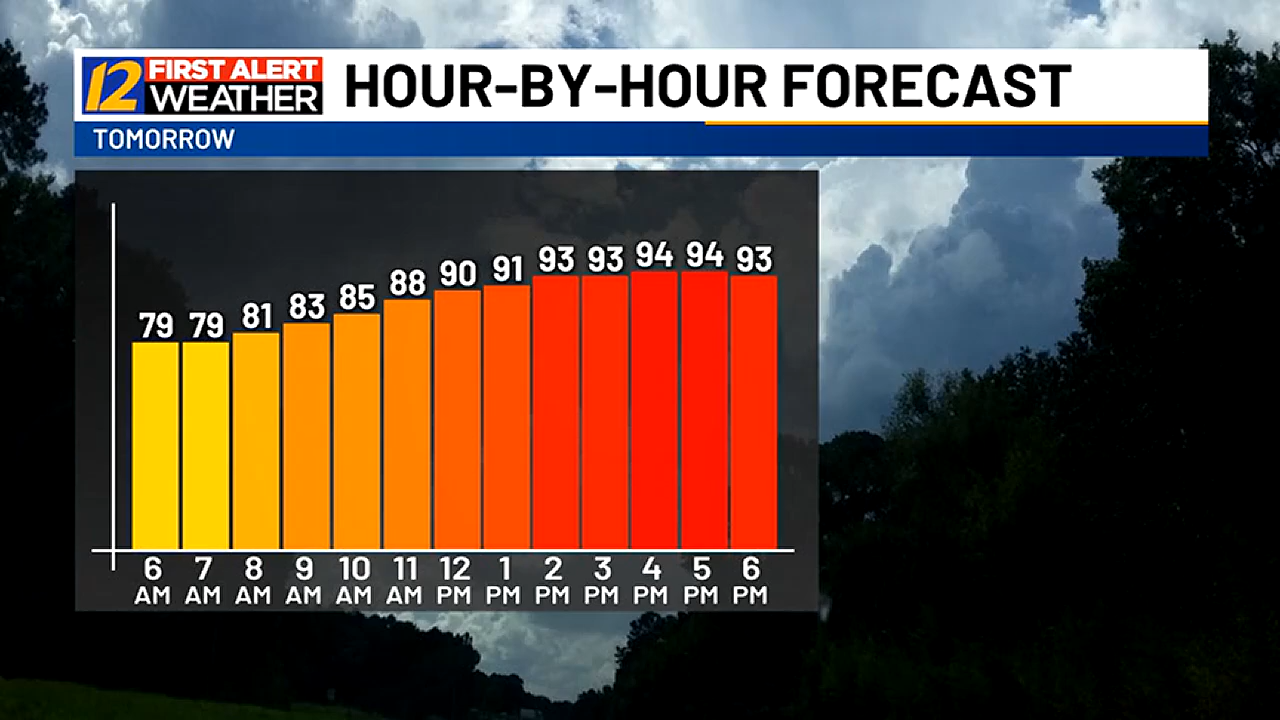 12 FIRST ALERT WEATHER
HOUR-BY-HOUR FORECAST
TOMORROW
79 79 81 83 85 88 90 91 93 93 94 94 93
6 7 8 9 10 11 12 1 2 3 4 5 6
AM AM AM AM AM AM PM PM PM PM PM PM PM